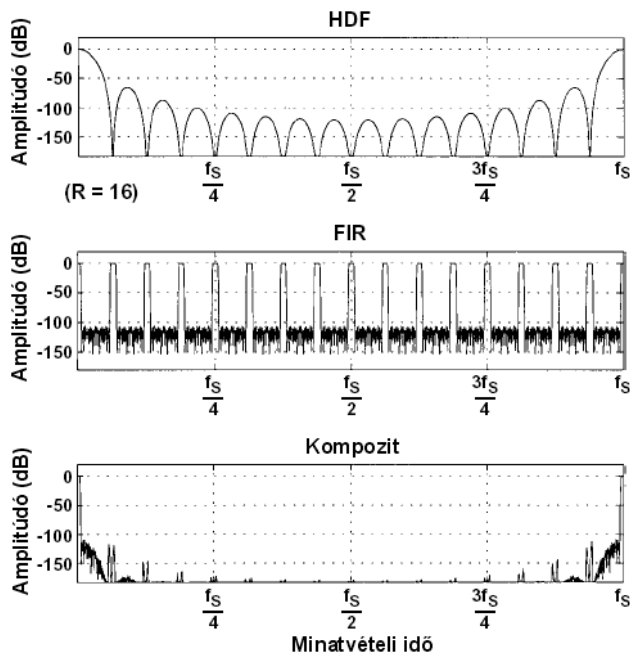 HDF
Amplitúdó (dB)
0
-50
-100
-150
fS/4
fS/2
3fS/4
fS
(R = 16)
FIR
Amplitúdó (dB)
0
-50
-100
-150
fS/4
fS/2
3fS/4
fS
Kompozit
Amplitúdó (dB)
0
-50
-100
-150
fS/4
fS/2
3fS/4
fS
Minatvételi idő